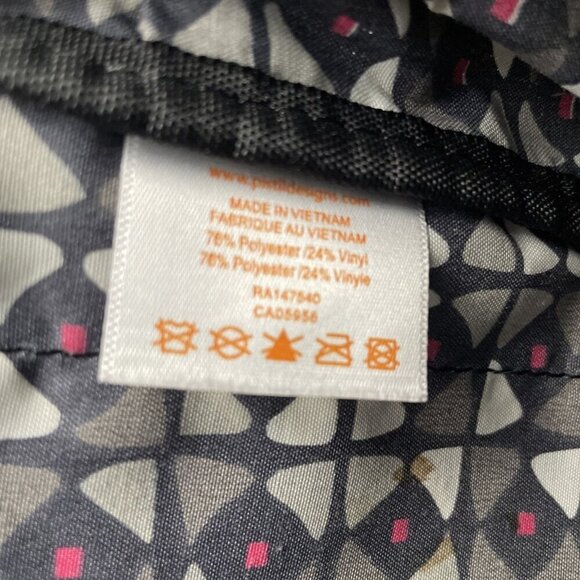 www.pistildesigns.com
MADE IN VIETNAM
FABRIQUE AU VIETNAM
76% Polyester /24% Vinyl
76% Polyester /24% Vinyle
RA147540
CA05956